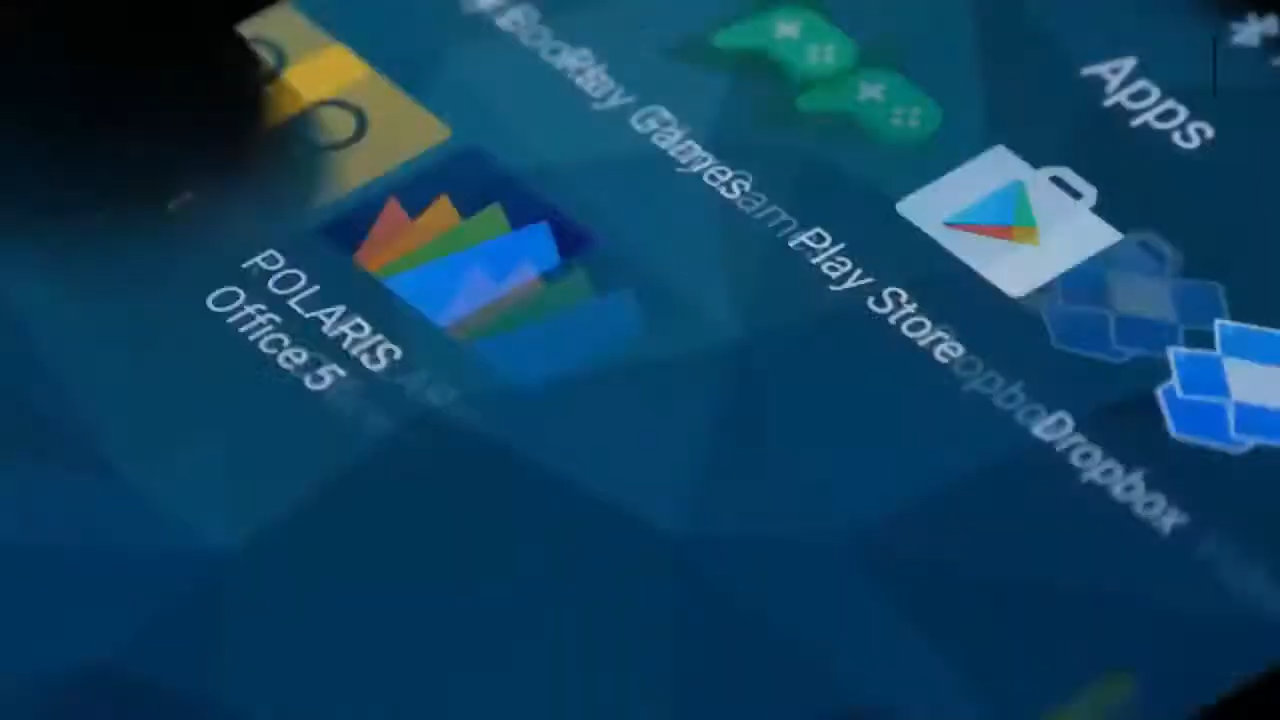 Apps
Play Games
Play Store
Dropbox
POLARIS
Office 5